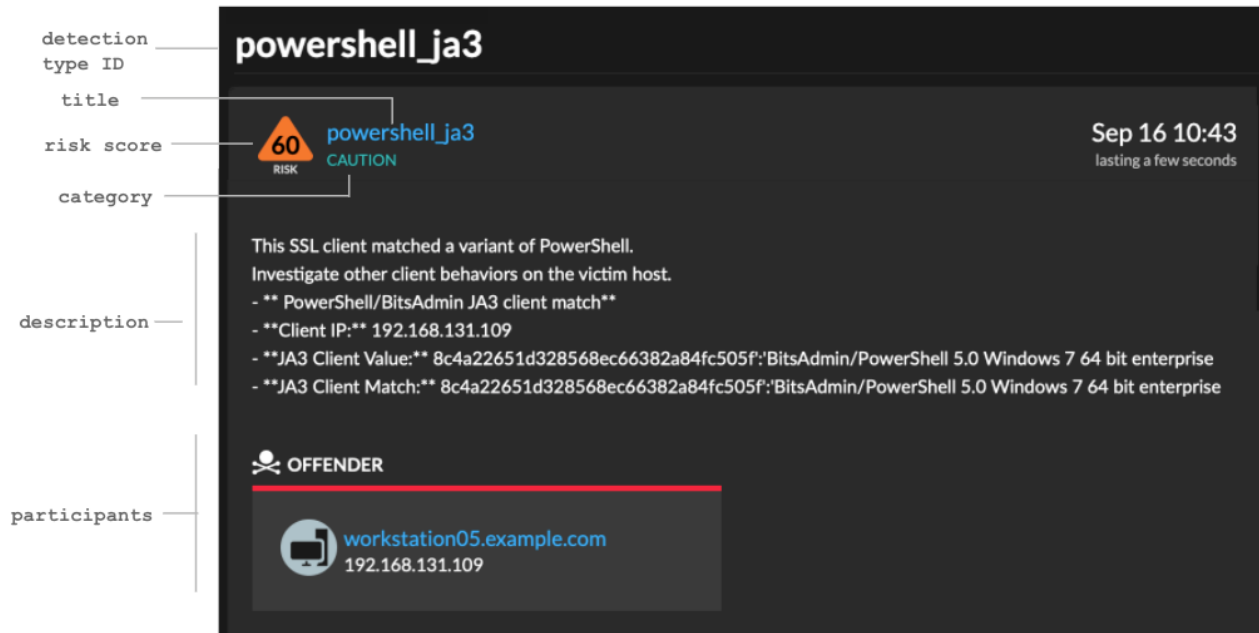 detection
type ID
title
risk score
category
description
participants
powershell_ja3
60
RISK
powershell_ja3
CAUTION
Sep 16 10:43
lasting a few seconds
This SSL client matched a variant of PowerShell.
Investigate other client behaviors on the victim host.
- ** PowerShell/BitsAdmin JA3 client match**
- **Client IP:** 192.168.131.109
- **JA3 Client Value:** 8c4a22651d328568ec66382a84fc505f':'BitsAdmin/PowerShell 5.0 Windows 7 64 bit enterprise
- **JA3 Client Match:** 8c4a22651d328568ec66382a84fc505f':'BitsAdmin/PowerShell 5.0 Windows 7 64 bit enterprise
OFFENDER
workstation05.example.com
192.168.131.109